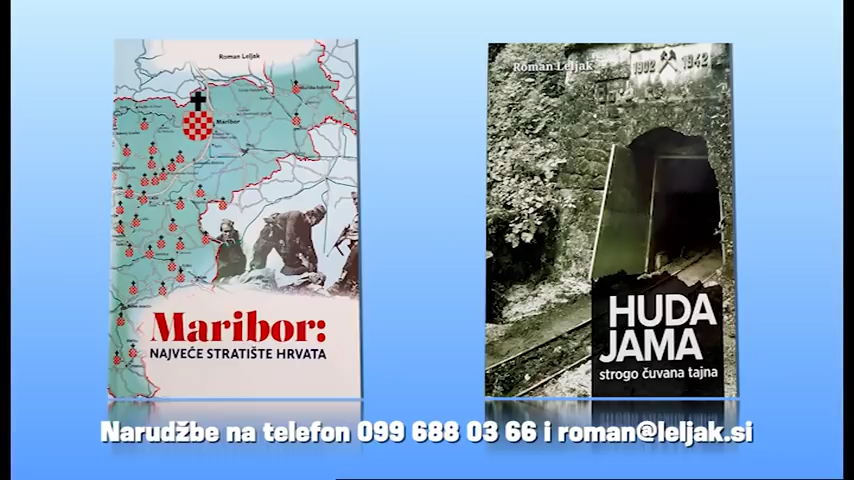 Roman Leljak
Maribor
Maribor:
NAJVEĆE STRATIŠTE HRVATA
Roman Leljak
1902 1942
HUDA
JAMA
strogo čuvana tajna
Narudžbe na telefon 099 688 03 66 i roman@leljak.si